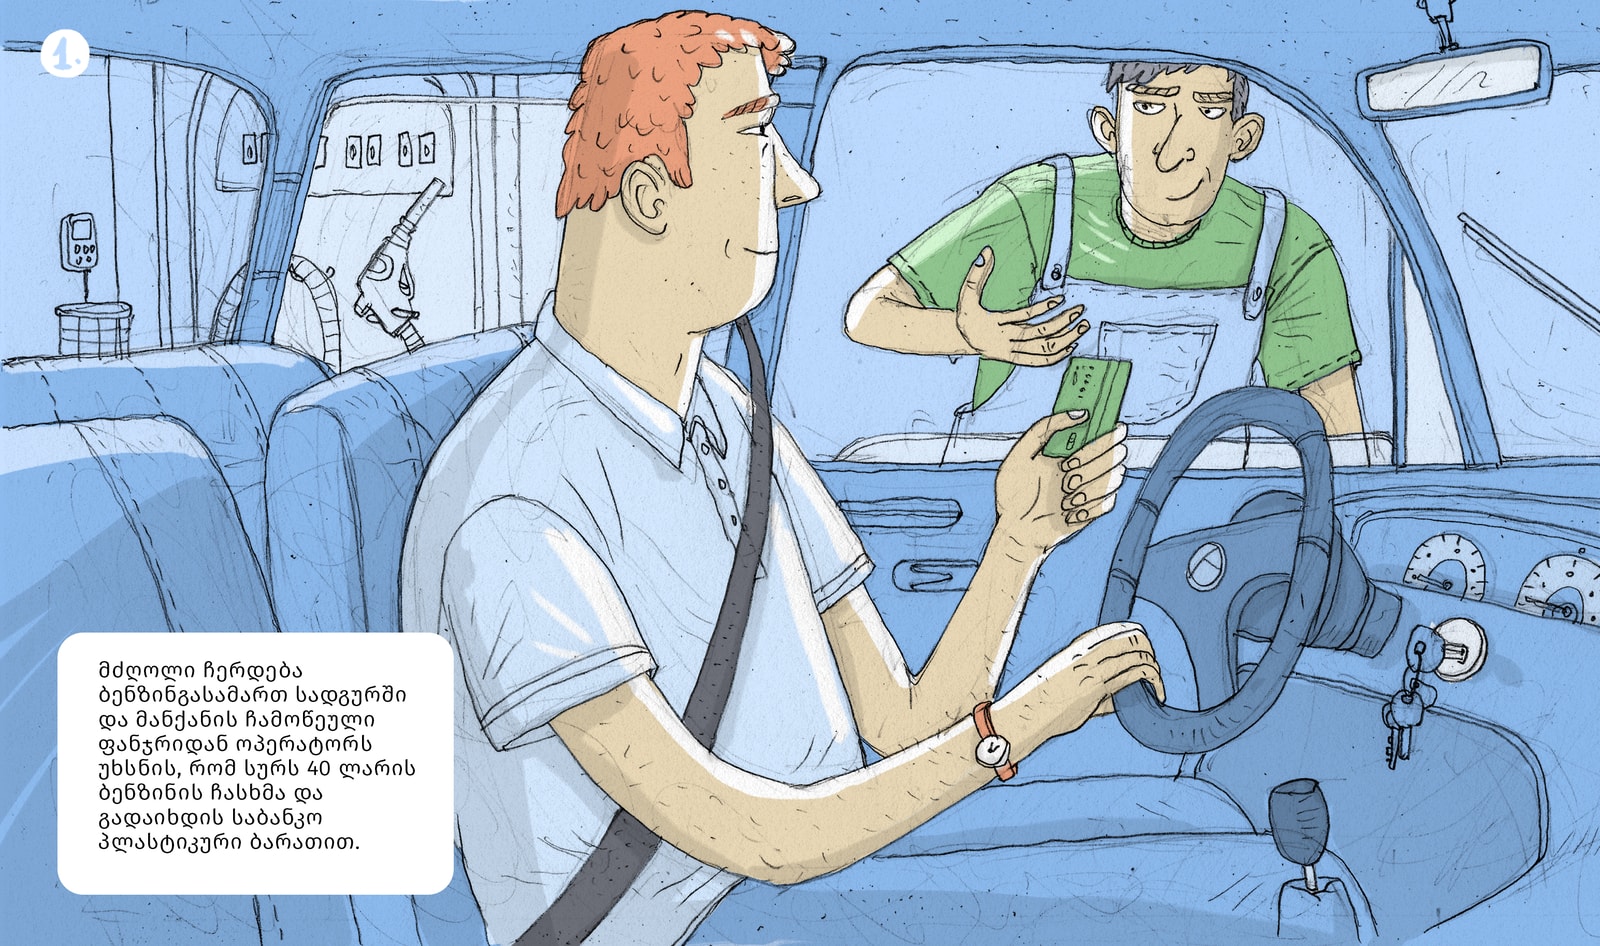 1.
მძღოლი ჩერდება
ბენზინგასამართ სადგურში
და მანქანის ჩამოწეული
ფანჯრიდან ოპერატორს
უხსნის, რომ სურს 40 ლარის
ბენზინის ჩასხმა და
გადაიხდის საბანკო
პლასტიკური ბარათით.